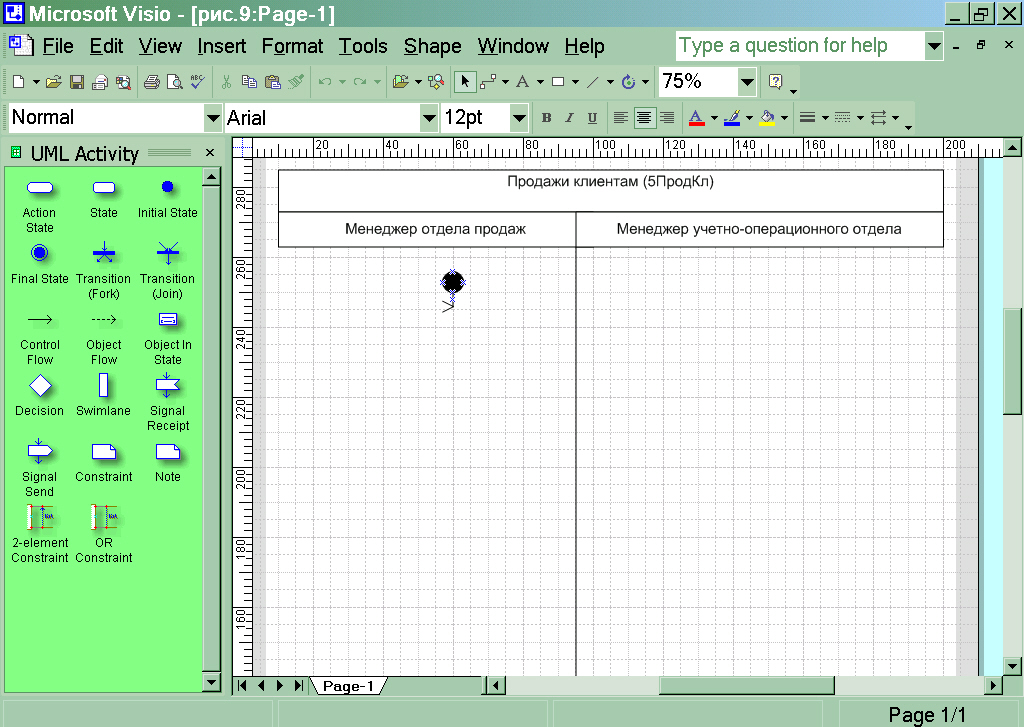 Microsoft Visio - [рис.9:Page-1]
File Edit View Insert Format Tools Shape Window Help Type a question for help
75%
Normal Arial 12pt B I U
UML Activity
20 40 60 80 100 120 140 160 180 200
Action State
State
Initial State
Final State
Transition (Fork)
Transition (Join)
Control Flow
Object Flow
Object In State
Decision
Swimlane
Signal Receipt
Signal Send
Constraint
Note
2-element Constraint
OR Constraint
280
260
240
220
200
180
160
Продажи клиентам (5ПродКл)
Менеджер отдела продаж
Менеджер учетно-операционного отдела
Page-1
Page 1/1